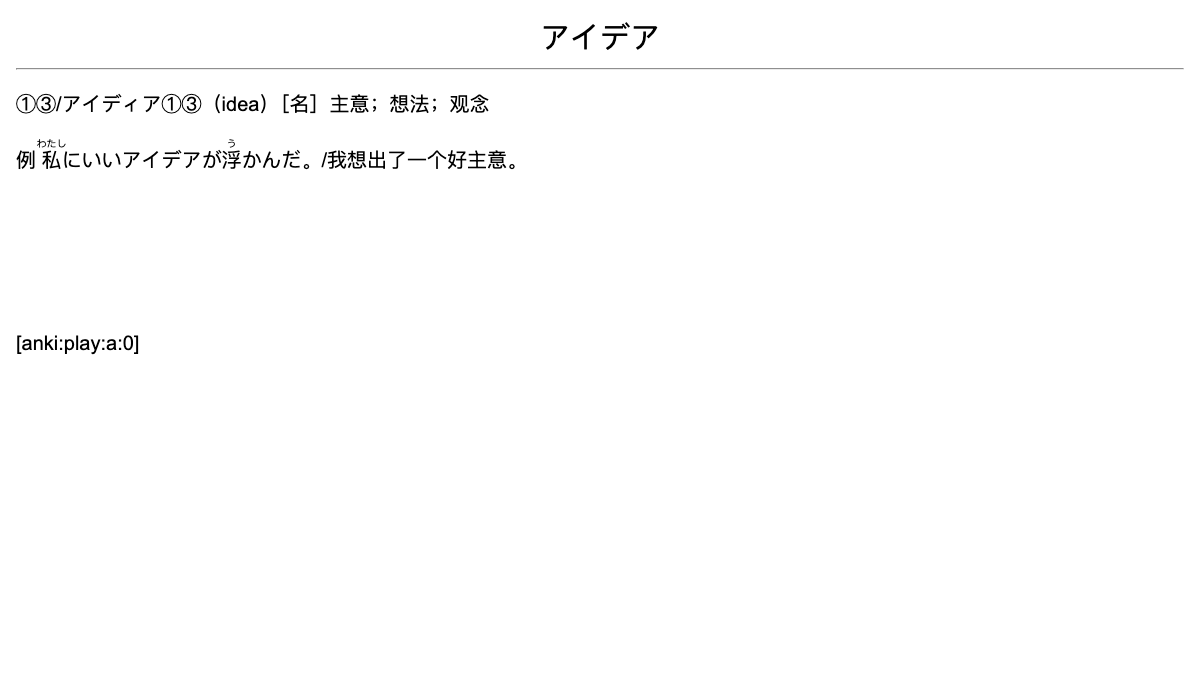 アイデア
①③/アイディア①③（idea）［名］主意；想法；观念
わたし う
例 私にいいアイデアが浮かんだ。/我想出了一个好主意。
[anki:play:a:0]